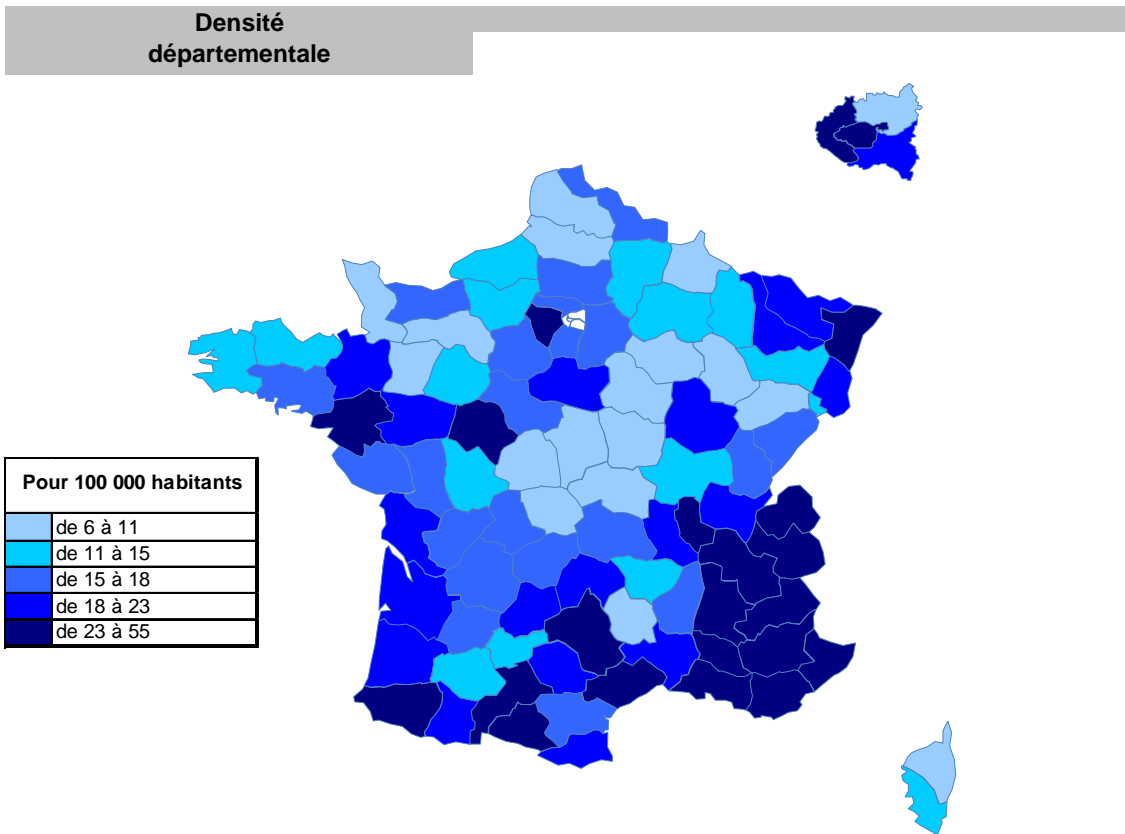 Densité
départementale
Pour 100 000 habitants
de 6 à 11
de 11 à 15
de 15 à 18
de 18 à 23
de 23 à 55